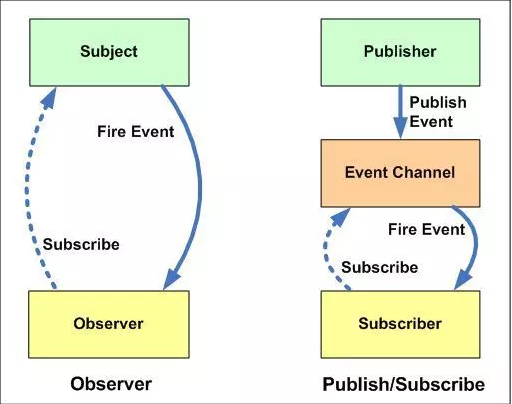 Subject
Fire Event
Subscribe
Observer
Observer
Publisher
Publish
Event
Event Channel
Fire Event
Subscribe
Subscriber
Publish/Subscribe